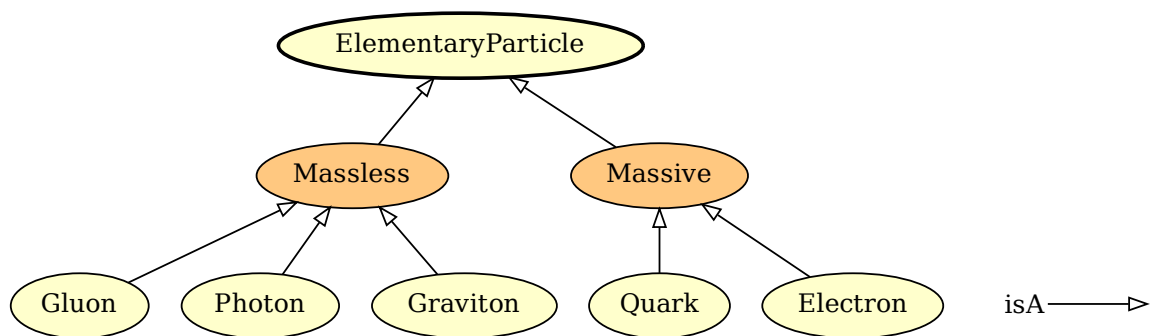 ElementaryParticle
Massless
Massive
Gluon
Photon
Graviton
Quark
Electron
isA